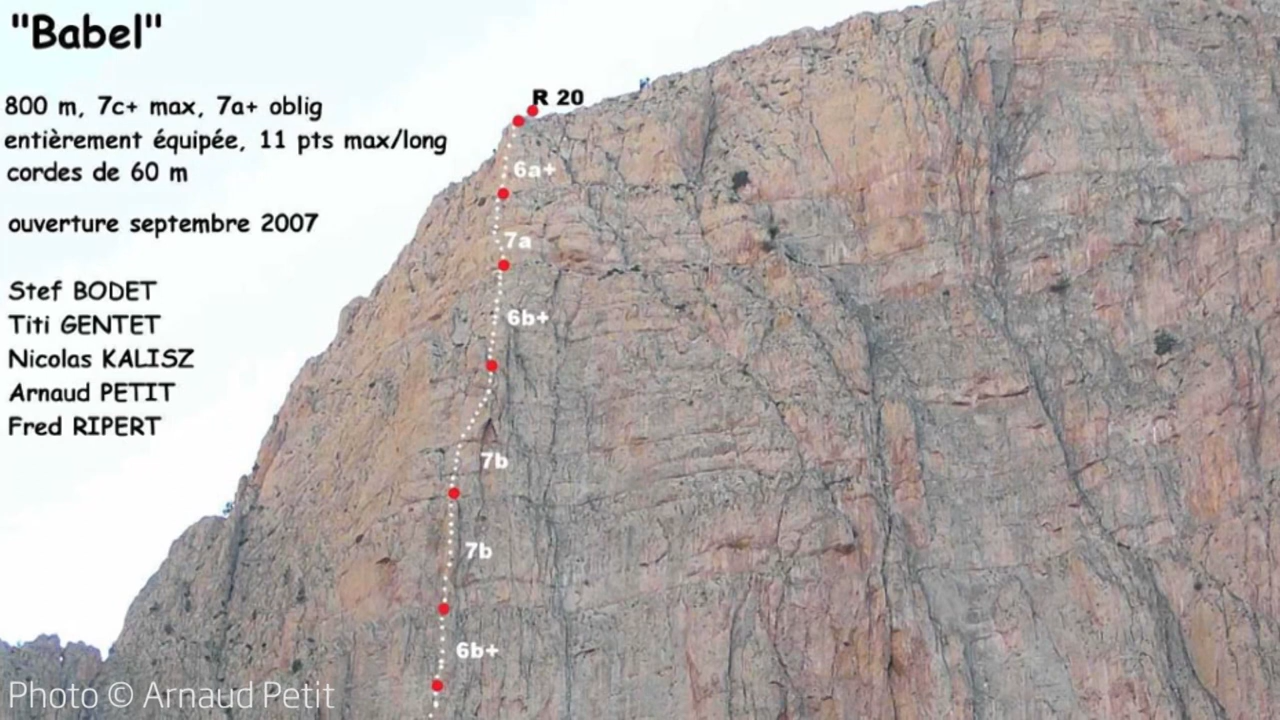 "Babel"
800 m, 7c+ max, 7a+ oblig
entièrement équipée, 11 pts max/long
cordes de 60 m
ouverture septembre 2007
Stef BODET
Titi GENTET
Nicolas KALISZ
Arnaud PETIT
Fred RIPERT
R 20
6a+
7a
6b+
7b
7b
6b+
Photo © Arnaud Petit